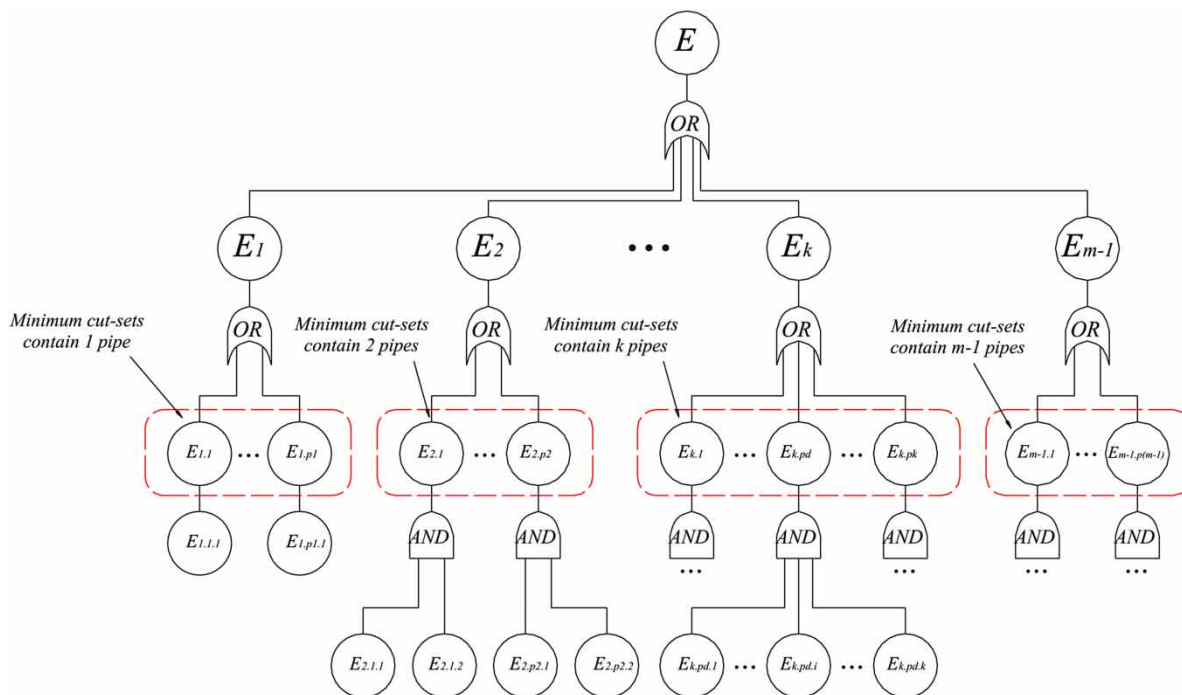 E
OR
E1
E2
...
Ek
Em-1
Minimum cut-sets
contain 1 pipe
OR
Minimum cut-sets
contain 2 pipes
OR
Minimum cut-sets
contain k pipes
OR
Minimum cut-sets
contain m-1 pipes
OR
E1.1
...
E1.p1
E2.1
...
E2.p2
Ek.1
...
Ek.pd
...
Ek.pk
Em-1.1
...
Em-1.p(m-1)
E1.1.1
E1.p1.1
AND
AND
AND
...
AND
AND
...
AND
...
AND
...
E2.1.1
E2.1.2
E2.p2.1
E2.p2.2
Ek.pd.1
...
Ek.pd.i
...
Ek.pd.k